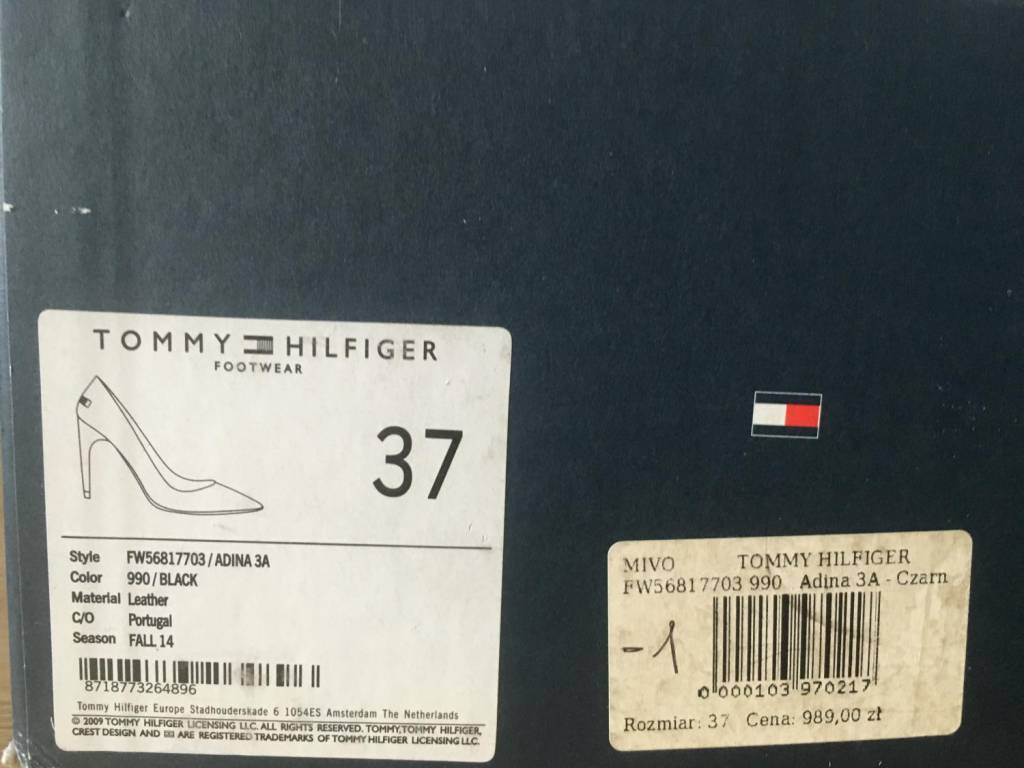 TOMMY HILFIGER
FOOTWEAR
37
Style FW56817703 / ADINA 3A
Color 990 / BLACK
Material Leather
C/O Portugal
Season FALL 14
8718773264896
Tommy Hilfiger Europe Stadhouderskade 6 1054ES Amsterdam The Netherlands
© 2009 TOMMY HILFIGER LICENSING LLC. ALL RIGHTS RESERVED. TOMMY, TOMMY HILFIGER,
CREST DESIGN AND ARE REGISTERED TRADEMARKS OF TOMMY HILFIGER LICENSING LLC.
MIVO TOMMY HILFIGER
FW56817703 990 Adina 3A - Czarn
-1
0 000103 970217
Rozmiar: 37 Cena: 989,00 zł